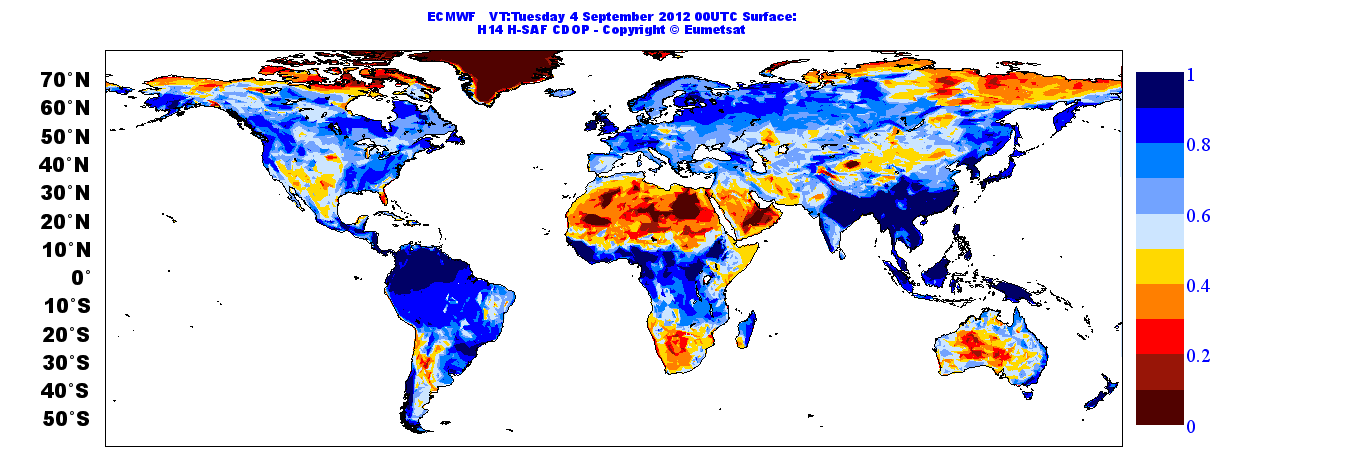 ECMWF VT:Tuesday 4 September 2012 00UTC Surface:
H14 H-SAF CDOP - Copyright © Eumetsat
70°N
60°N
50°N
40°N
30°N
20°N
10°N
0°
10°S
20°S
30°S
40°S
50°S
1
0.8
0.6
0.4
0.2
0